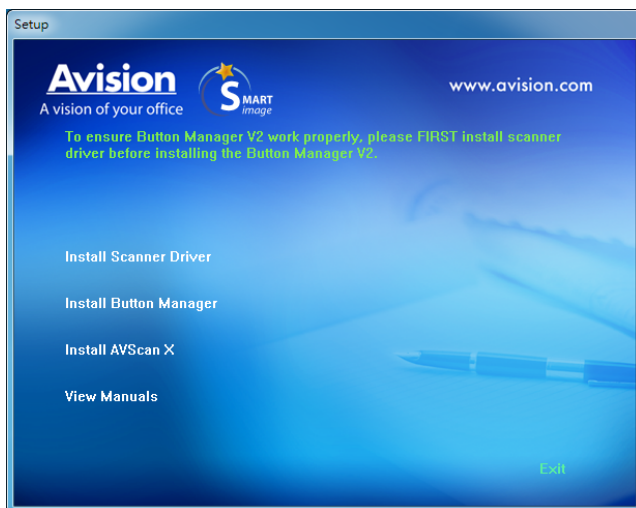 Setup
Avision
A vision of your office
SMART
image
www.avision.com
To ensure Button Manager V2 work properly, please FIRST install scanner
driver before installing the Button Manager V2.
Install Scanner Driver
Install Button Manager
Install AVScan X
View Manuals
Exit